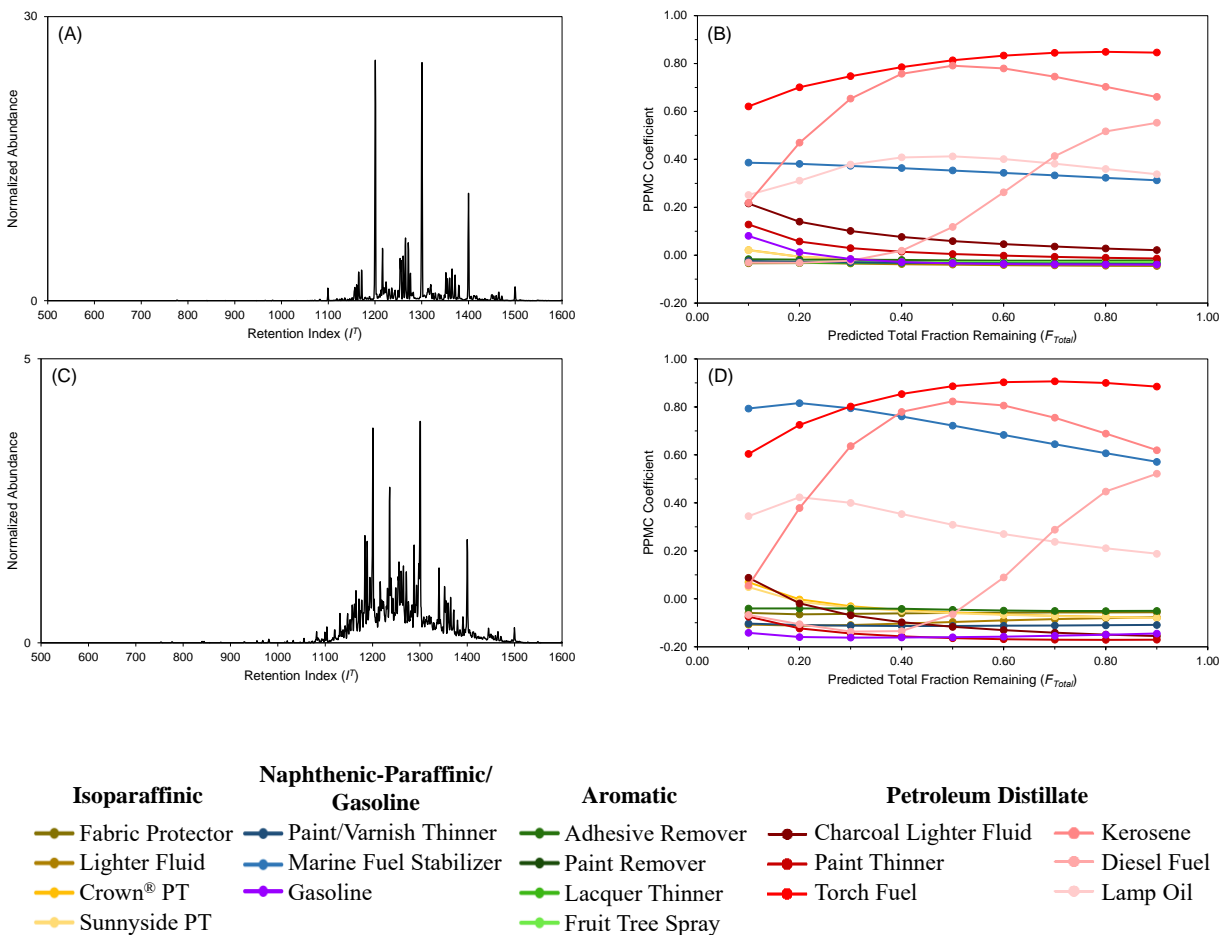 (A)
30
Normalized Abundance
0
500 600 700 800 900 1000 1100 1200 1300 1400 1500 1600
Retention Index (I^T)
(B)
1.00
0.80
0.60
0.40
0.20
0.00
-0.20
PPMC Coefficient
0.00 0.20 0.40 0.60 0.80 1.00
Predicted Total Fraction Remaining (F_Total)
(C)
5
Normalized Abundance
0
500 600 700 800 900 1000 1100 1200 1300 1400 1500 1600
Retention Index (I^T)
(D)
1.00
0.80
0.60
0.40
0.20
0.00
-0.20
PPMC Coefficient
0.00 0.20 0.40 0.60 0.80 1.00
Predicted Total Fraction Remaining (F_Total)
Isoparaffinic
Fabric Protector
Lighter Fluid
Crown® PT
Sunnyside PT
Naphthenic-Paraffinic/
Gasoline
Paint/Varnish Thinner
Marine Fuel Stabilizer
Gasoline
Aromatic
Adhesive Remover
Paint Remover
Lacquer Thinner
Fruit Tree Spray
Petroleum Distillate
Charcoal Lighter Fluid
Paint Thinner
Torch Fuel
Kerosene
Diesel Fuel
Lamp Oil